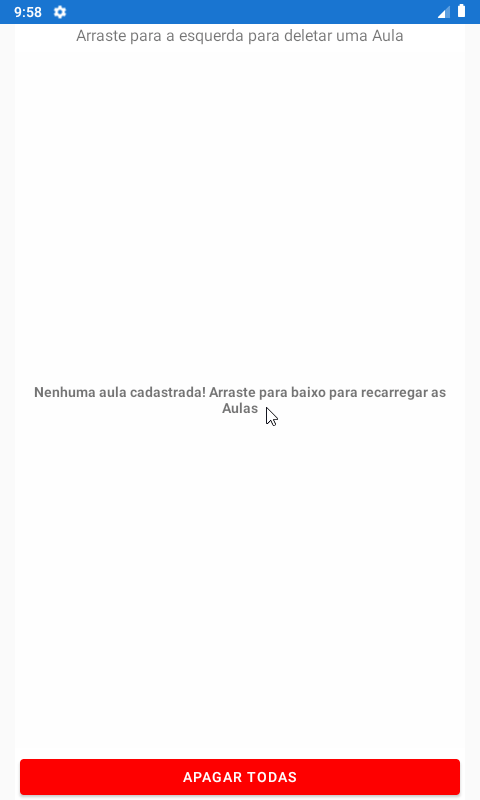 9:58
Arraste para a esquerda para deletar uma Aula
Nenhuma aula cadastrada! Arraste para baixo para recarregar as
Aulas
APAGAR TODAS